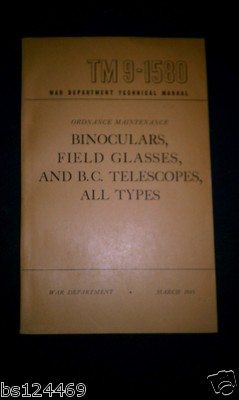 TM 9-1580
WAR DEPARTMENT TECHNICAL MANUAL
ORDNANCE MAINTENANCE
BINOCULARS,
FIELD GLASSES,
AND B.C. TELESCOPES,
ALL TYPES
WAR DEPARTMENT • MARCH
bs124469